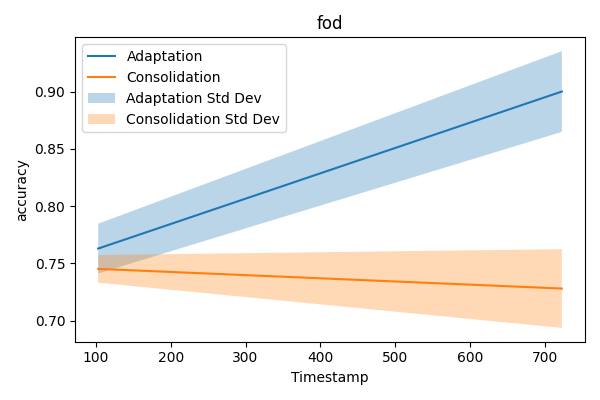 fod
Adaptation
Consolidation
Adaptation Std Dev
Consolidation Std Dev
accuracy
0.90
0.85
0.80
0.75
0.70
100 200 300 400 500 600 700
Timestamp